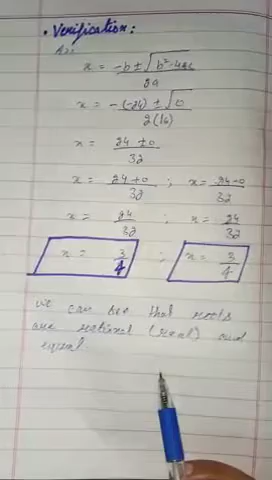 • Verification:
As,
x = -b ± √b²-4ac / 2a
x = -(-24) ± √0 / 2(16)
x = 24 ± 0 / 32
x = 24+0 / 32 ; x = 24-0 / 32
x = 24 / 32 ; x = 24 / 32
x = 3/4 ; x = 3/4
we can see that roots
are rational (real) and
equal.